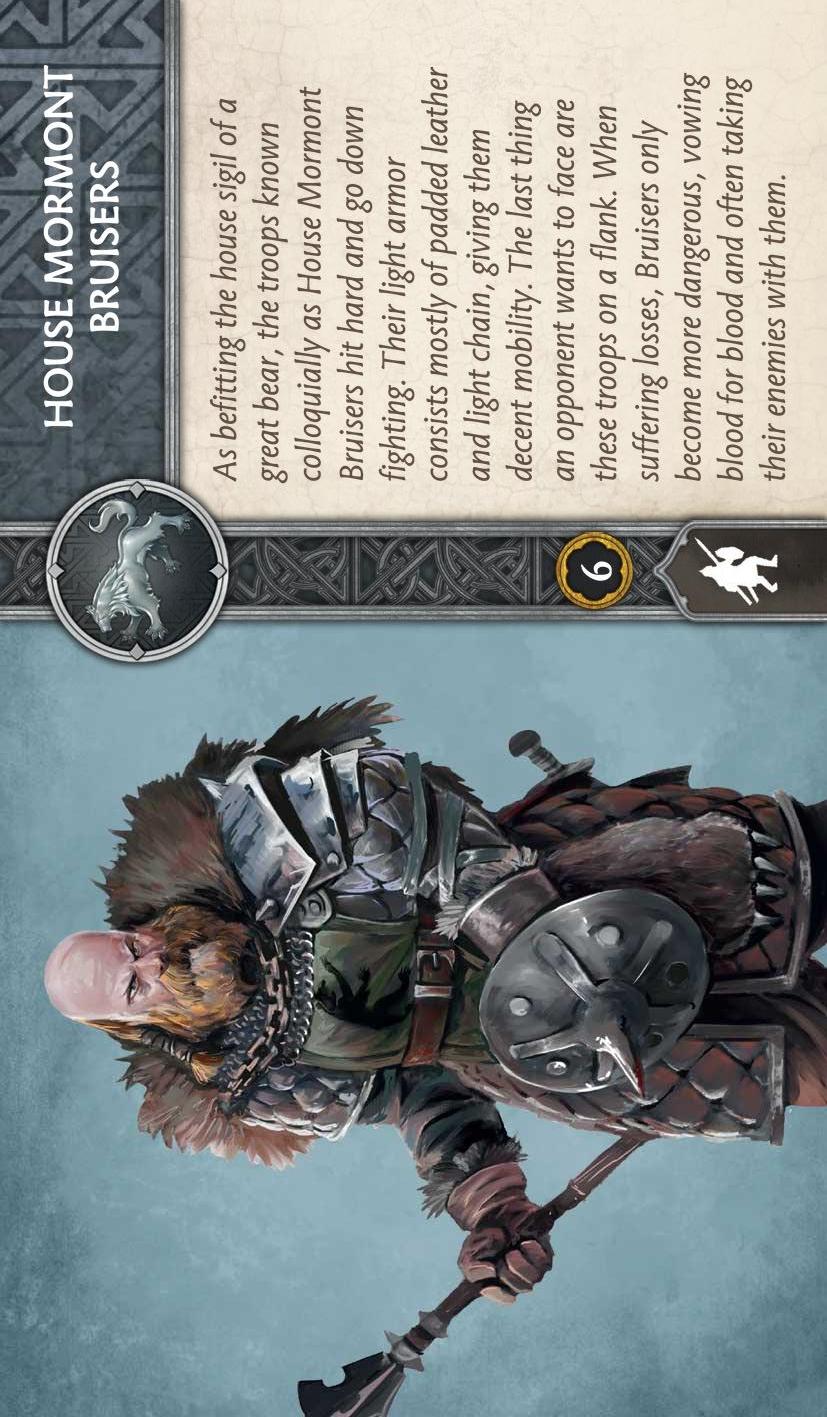 HOUSE MORMONT
BRUISERS
As befitting the house sigil of a
great bear, the troops known
colloquially as House Mormont
Bruisers hit hard and go down
fighting. Their light armor
consists mostly of padded leather
and light chain, giving them
decent mobility. The last thing
an opponent wants to face are
these troops on a flank. When
suffering losses, Bruisers only
become more dangerous, vowing
blood for blood and often taking
their enemies with them.
6